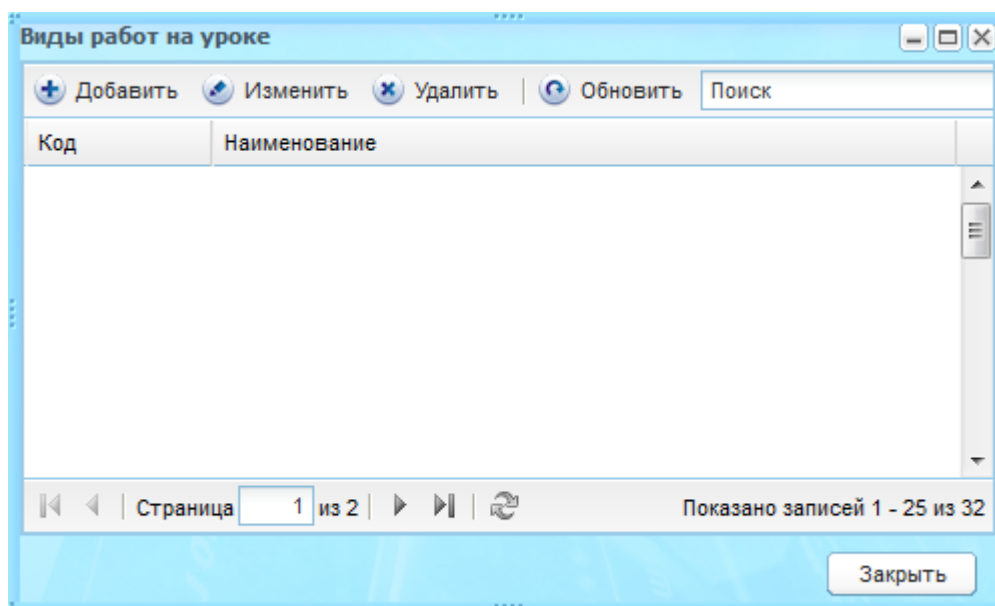 Виды работ на уроке
Добавить Изменить Удалить Обновить Поиск
Код Наименование
Страница 1 из 2 Показано записей 1 - 25 из 32
Закрыть